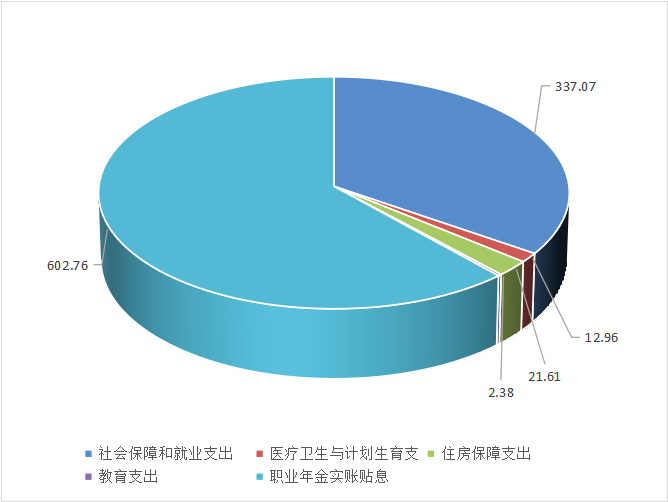 337.07
602.76
12.96
21.61
2.38
社会保障和就业支出 医疗卫生与计划生育支 住房保障支出
教育支出 职业年金实账贴息